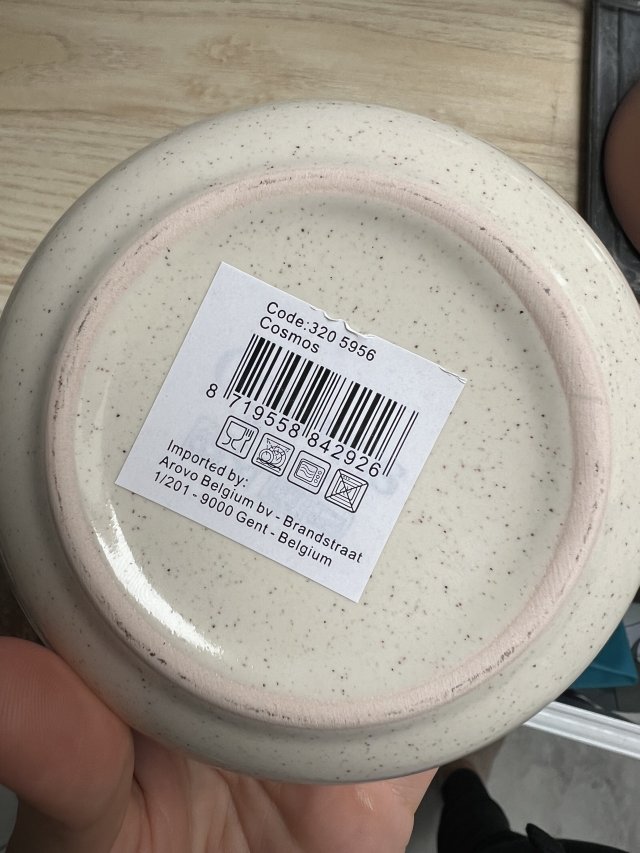 Code:320 5956
Cosmos
8 719558 842926
Imported by:
Arovo Belgium bv - Brandstraat
1/201 - 9000 Gent - Belgium